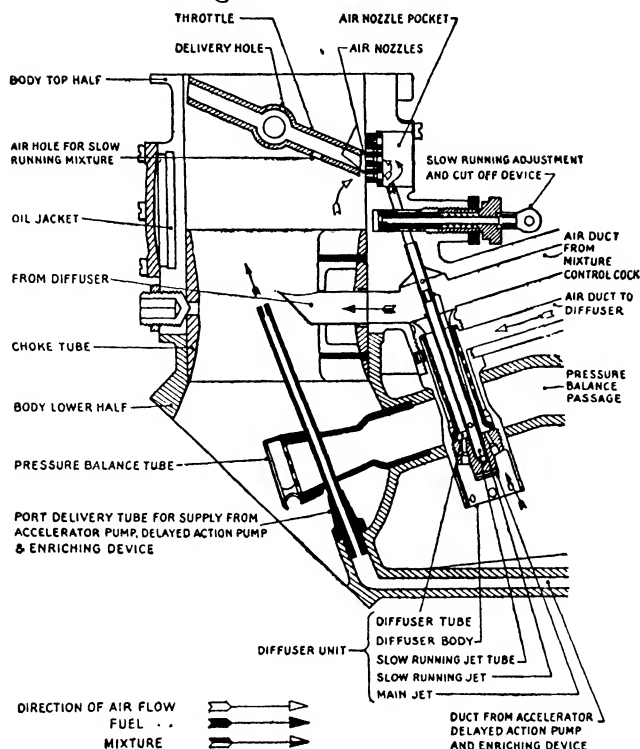 THROTTLE
AIR NOZZLE POCKET
DELIVERY HOLE
AIR NOZZLES
BODY TOP HALF
AIR HOLE FOR SLOW
RUNNING MIXTURE
SLOW RUNNING ADJUSTMENT
AND CUT OFF DEVICE
OIL JACKET
AIR DUCT
FROM
MIXTURE
CONTROL COCK
FROM DIFFUSER
AIR DUCT TO
DIFFUSER
CHOKE TUBE
PRESSURE
BALANCE
PASSAGE
BODY LOWER HALF
PRESSURE BALANCE TUBE
PORT DELIVERY TUBE FOR SUPPLY FROM
ACCELERATOR PUMP, DELAYED ACTION PUMP
& ENRICHING DEVICE
DIFFUSER UNIT
DIFFUSER TUBE
DIFFUSER BODY
SLOW RUNNING JET TUBE
SLOW RUNNING JET
MAIN JET
DIRECTION OF AIR FLOW
FUEL ..
MIXTURE
DUCT FROM ACCELERATOR
DELAYED ACTION PUMP
AND ENRICHING DEVICE